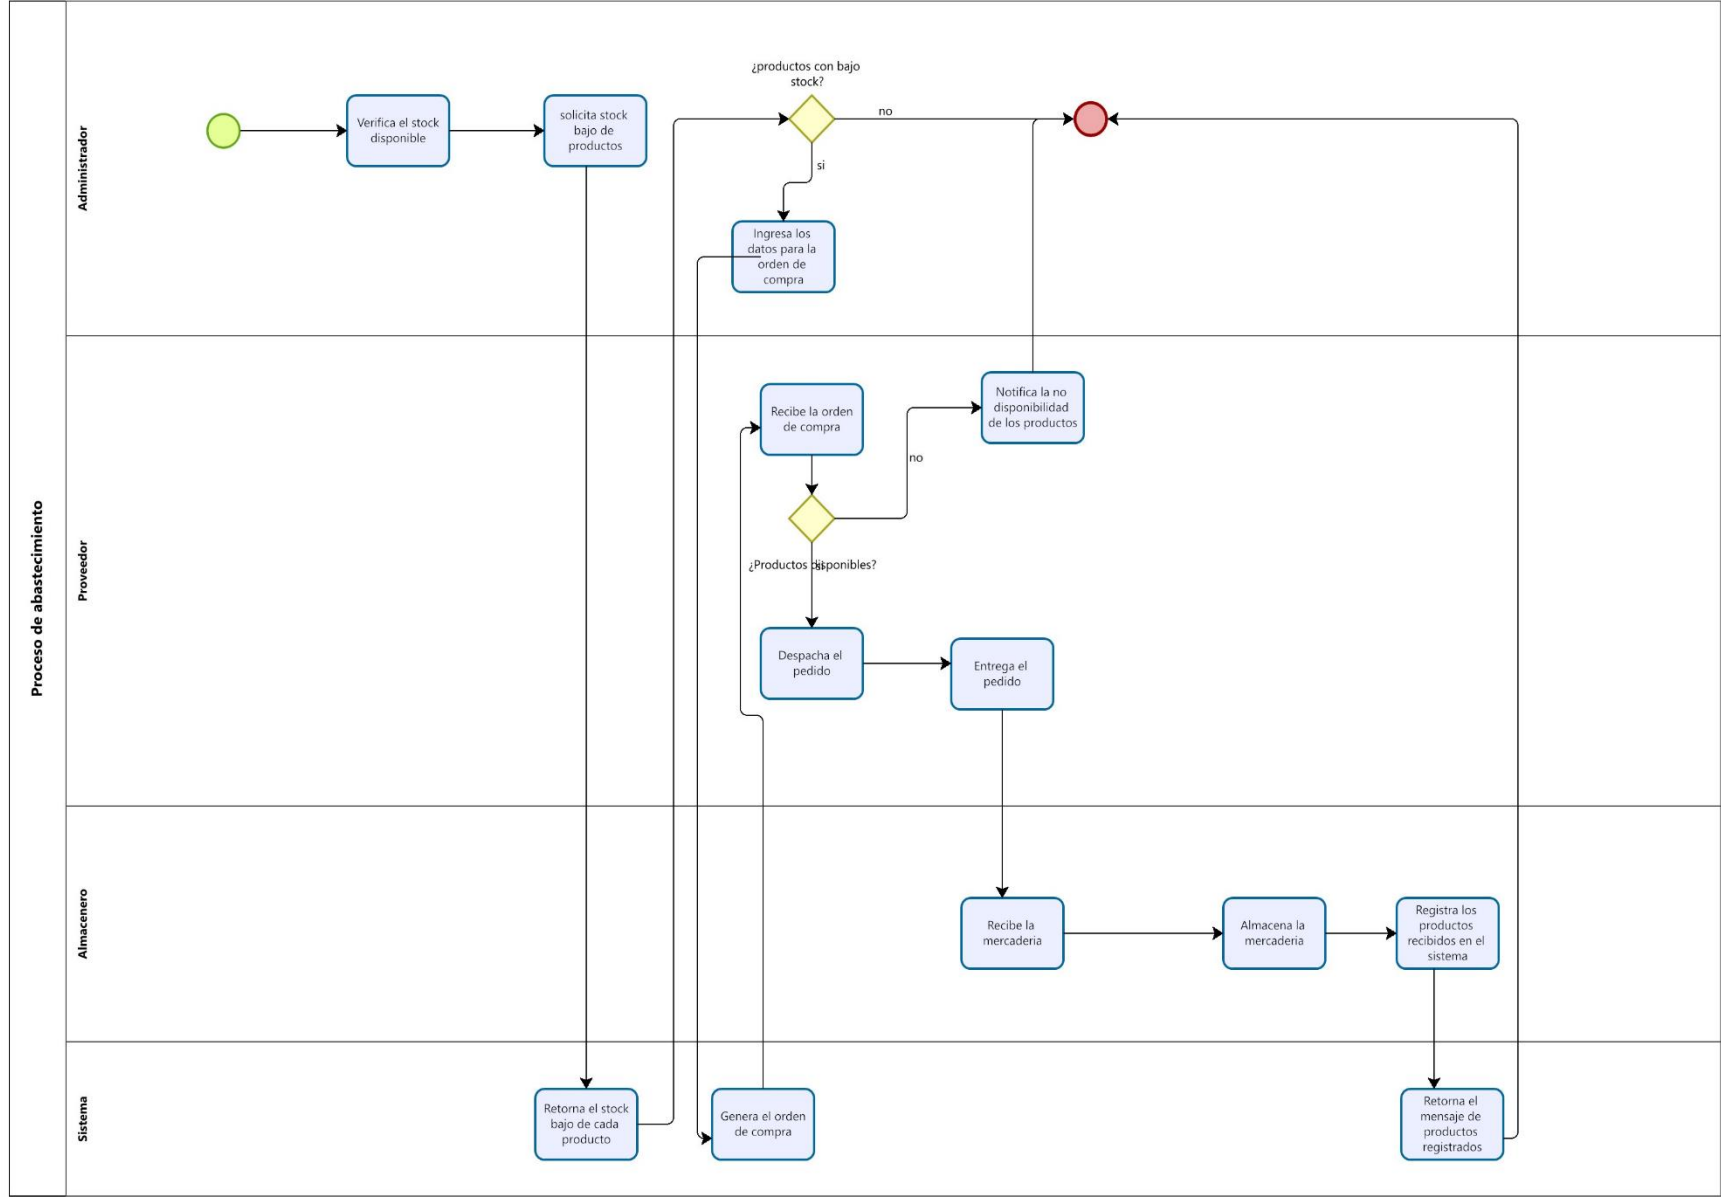 Proceso de abastecimiento
Administrador
Verifica el stock
disponible
solicita stock
bajo de
productos
¿productos con bajo
stock?
no
si
Ingresa los
datos para la
orden de
compra
Proveedor
Recibe la orden
de compra
Notifica la no
disponibilidad
de los productos
no
¿Productos disponibles?
si
Despacha el
pedido
Entrega el
pedido
Almacenero
Recibe la
mercaderia
Almacena la
mercaderia
Registra los
productos
recibidos en el
sistema
Sistema
Retorna el stock
bajo de cada
producto
Genera el orden
de compra
Retorna el
mensaje de
productos
registrados